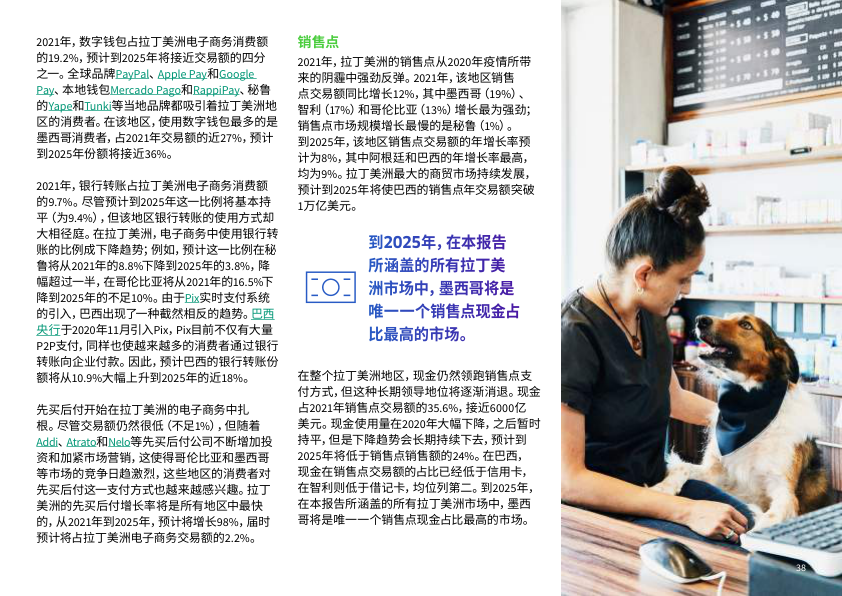 2021年，数字钱包占拉丁美洲电子商务消费额
的19.2%，预计到2025年将接近交易额的四分
之一。全球品牌PayPal、Apple Pay和Google
Pay、本地钱包Mercado Pago和RappiPay、秘鲁
的Yape和Tunki等当地品牌都吸引着拉丁美洲地
区的消费者。在该地区，使用数字钱包最多的是
墨西哥消费者，占2021年交易额的近27%，预计
到2025年份额将接近36%。
2021年，银行转账占拉丁美洲电子商务消费额
的9.7%。尽管预计到2025年这一比例将基本持
平（为9.4%），但该地区银行转账的使用方式却
大相径庭。在拉丁美洲，电子商务中使用银行转
账的比例成下降趋势；例如，预计这一比例在秘
鲁将从2021年的8.8%下降到2025年的3.8%，降
幅超过一半，在哥伦比亚将从2021年的16.5%下
降到2025年的不足10%。由于Pix实时支付系统
的引入，巴西出现了一种截然相反的趋势。巴西
央行于2020年11月引入Pix，Pix目前不仅有大量
P2P支付，同样也使越来越多的消费者通过银行
转账向企业付款。因此，预计巴西的银行转账份
额将从10.9%大幅上升到2025年的近18%。
先买后付开始在拉丁美洲的电子商务中扎
根。尽管交易额仍然很低（不足1%），但随着
Addi、Atrato和Nelo等先买后付公司不断增加投
资和加紧市场营销，这使得哥伦比亚和墨西哥
等市场的竞争日趋激烈，这些地区的消费者对
先买后付这一支付方式也越来越感兴趣。拉丁
美洲的先买后付增长率将是所有地区中最快
的，从2021年到2025年，预计将增长98%，届时
预计将占拉丁美洲电子商务交易额的2.2%。
销售点
2021年，拉丁美洲的销售点从2020年疫情所带
来的阴霾中强劲反弹。2021年，该地区销售
点交易额同比增长12%，其中墨西哥（19%）、
智利（17%）和哥伦比亚（13%）增长最为强劲；
销售点市场规模增长最慢的是秘鲁（1%）。
到2025年，该地区销售点交易额的年增长率预
计为8%，其中阿根廷和巴西的年增长率最高，
均为9%。拉丁美洲最大的商贸市场持续发展，
预计到2025年将使巴西的销售点年交易额突破
1万亿美元。
到2025年，在本报告
所涵盖的所有拉丁美
洲市场中，墨西哥将是
唯一一个销售点现金占
比最高的市场。
在整个拉丁美洲地区，现金仍然领跑销售点支
付方式，但这种长期领导地位将逐渐消退。现金
占2021年销售点交易额的35.6%，接近6000亿
美元。现金使用量在2020年大幅下降，之后暂时
持平，但是下降趋势会长期持续下去，预计到
2025年将低于销售点销售额的24%。在巴西，
现金在销售点交易额的占比已经低于信用卡，
在智利则低于借记卡，均位列第二。到2025年，
在本报告所涵盖的所有拉丁美洲市场中，墨西
哥将是唯一一个销售点现金占比最高的市场。
38